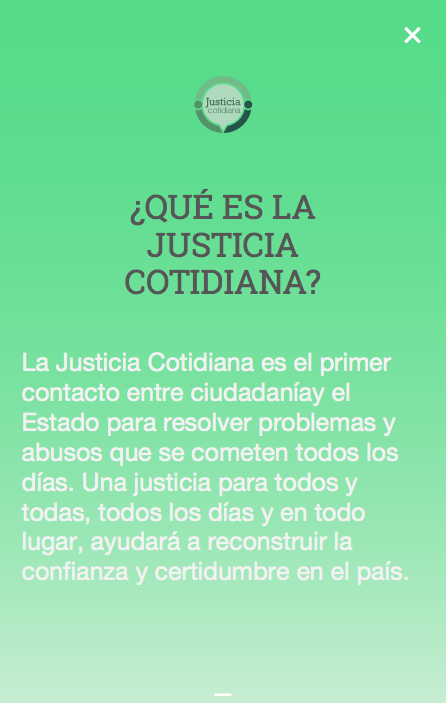 Justicia
cotidiana
¿QUÉ ES LA
JUSTICIA
COTIDIANA?
La Justicia Cotidiana es el primer
contacto entre ciudadaníay el
Estado para resolver problemas y
abusos que se cometen todos los
días. Una justicia para todos y
todas, todos los días y en todo
lugar, ayudará a reconstruir la
confianza y certidumbre en el país.